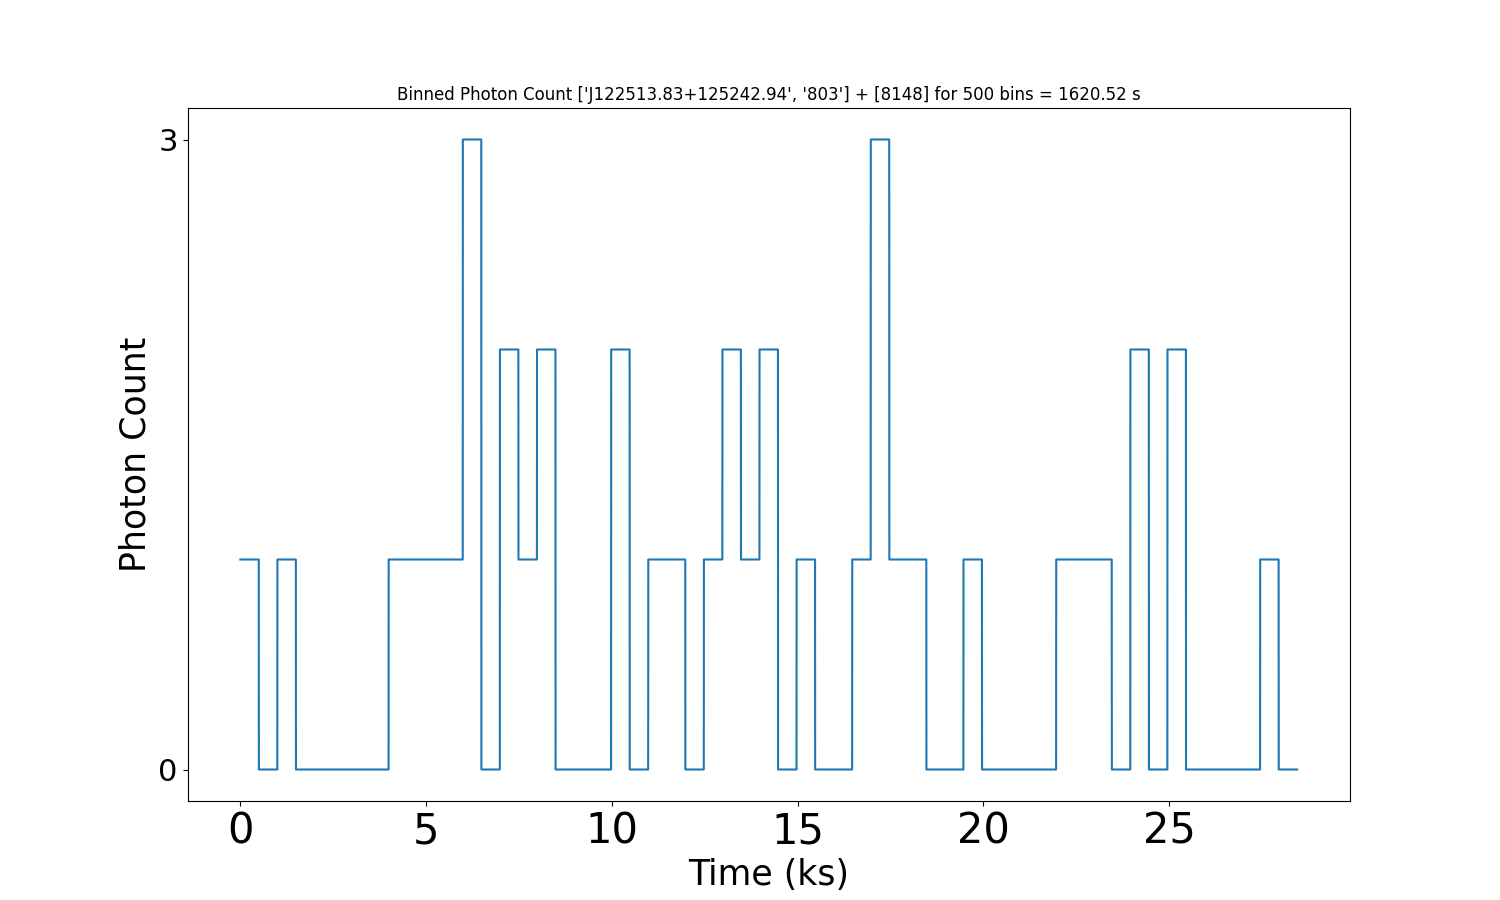 Binned Photon Count ['J122513.83+125242.94', '803'] + [8148] for 500 bins = 1620.52 s
3
Photon Count
0
0 5 10 15 20 25
Time (ks)